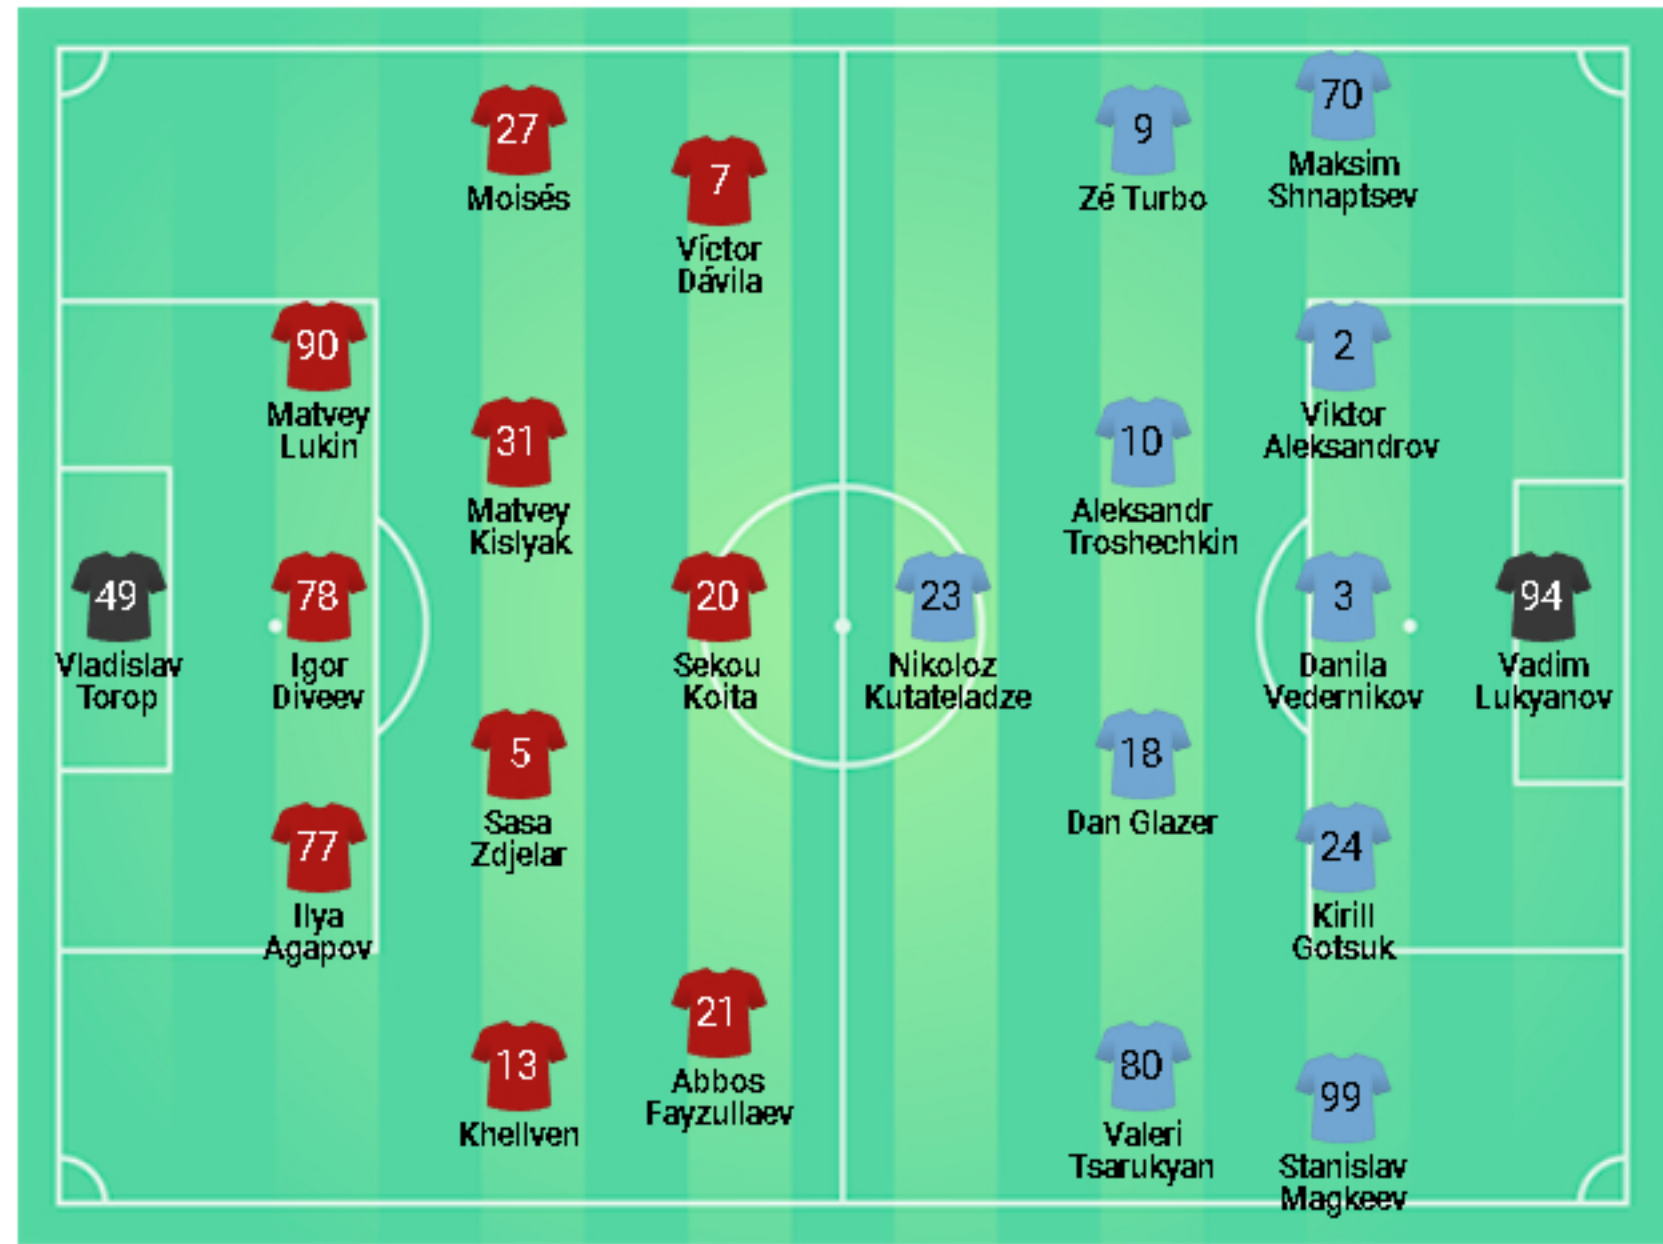 49
Vladislav
Torop
90
Matvey
Lukin
78
Igor
Diveev
77
Ilya
Agapov
27
Moisés
31
Matvey
Kislyak
5
Sasa
Zdjelar
13
Khellven
7
Víctor
Dávila
20
Sekou
Koita
21
Abbos
Fayzullaev
23
Nikoloz
Kutateladze
9
Zé Turbo
10
Aleksandr
Troshechkin
18
Dan Glazer
80
Valeri
Tsarukyan
70
Maksim
Shnaptsev
2
Viktor
Aleksandrov
3
Danila
Vedernikov
24
Kirill
Gotsuk
99
Stanislav
Magkeev
94
Vadim
Lukyanov